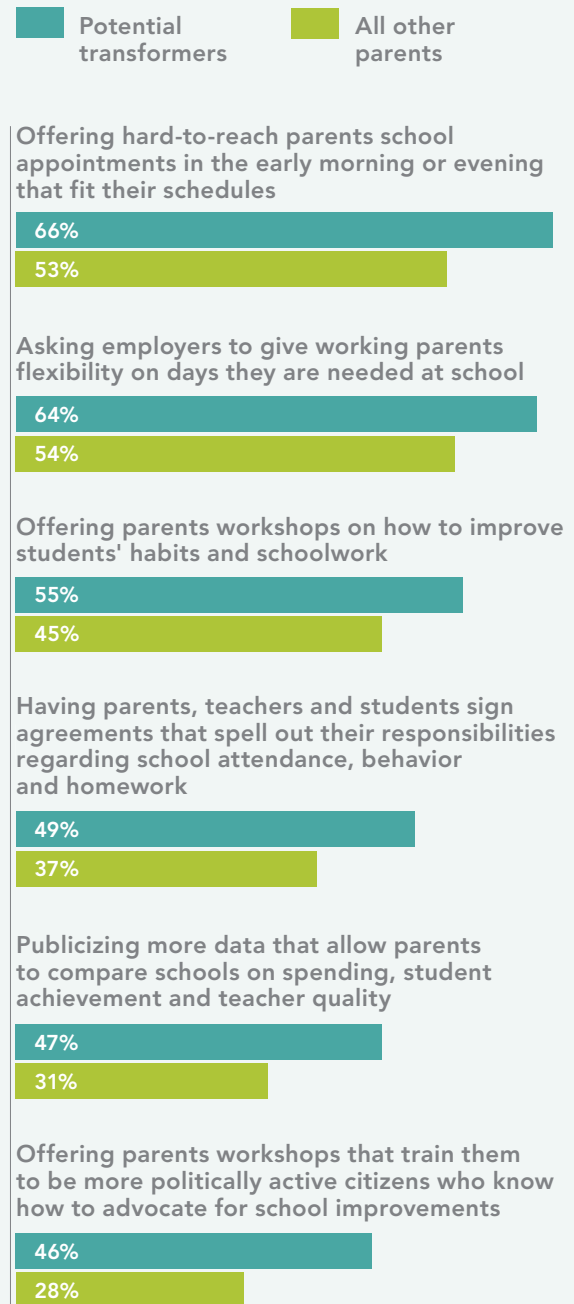 Potential
transformers
All other
parents
Offering hard-to-reach parents school
appointments in the early morning or evening
that fit their schedules
66%
53%
Asking employers to give working parents
flexibility on days they are needed at school
64%
54%
Offering parents workshops on how to improve
students' habits and schoolwork
55%
45%
Having parents, teachers and students sign
agreements that spell out their responsibilities
regarding school attendance, behavior
and homework
49%
37%
Publicizing more data that allow parents
to compare schools on spending, student
achievement and teacher quality
47%
31%
Offering parents workshops that train them
to be more politically active citizens who know
how to advocate for school improvements
46%
28%